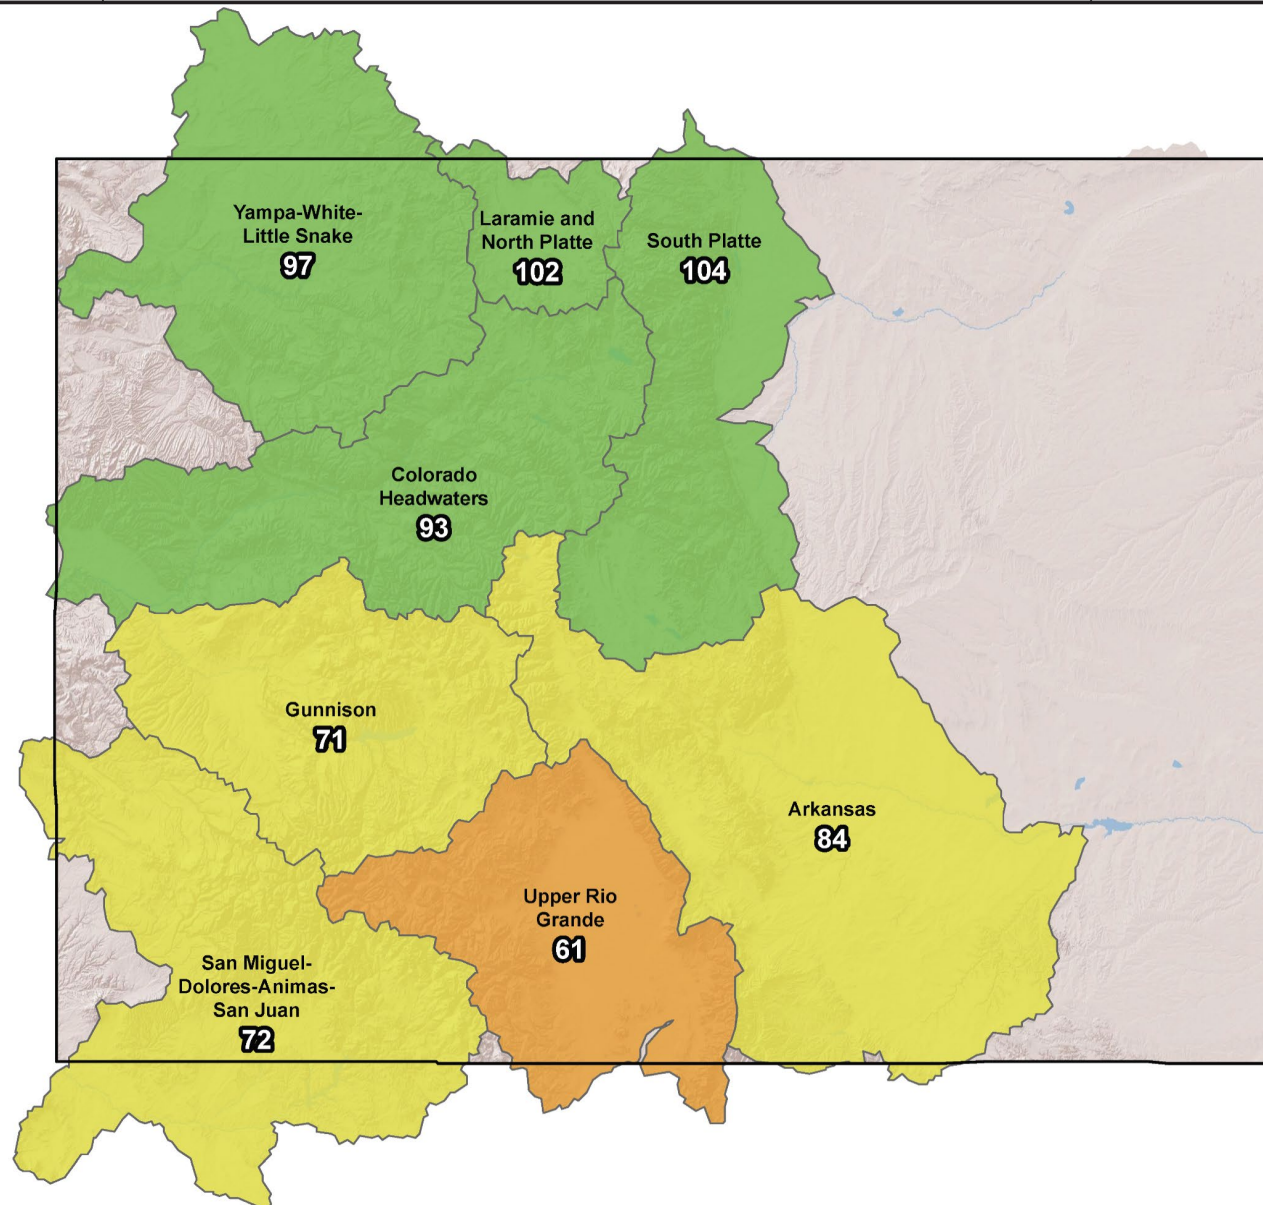 Yampa-White-
Little Snake
97
Laramie and
North Platte
102
South Platte
104
Colorado
Headwaters
93
Gunnison
71
Arkansas
84
Upper Rio
Grande
61
San Miguel-
Dolores-Animas-
San Juan
72